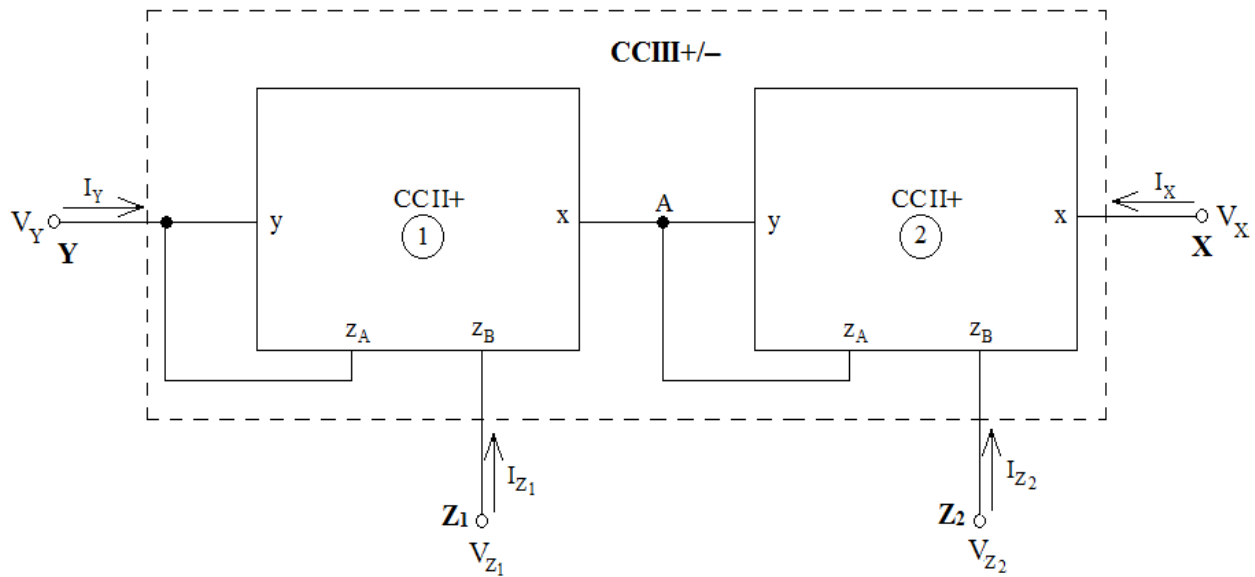 CCIII+/–
CCII+
1
y
x
z_A
z_B
A
CCII+
2
y
x
z_A
z_B
I_Y
V_Y
Y
I_X
V_X
X
I_Z1
Z1
V_Z1
I_Z2
Z2
V_Z2